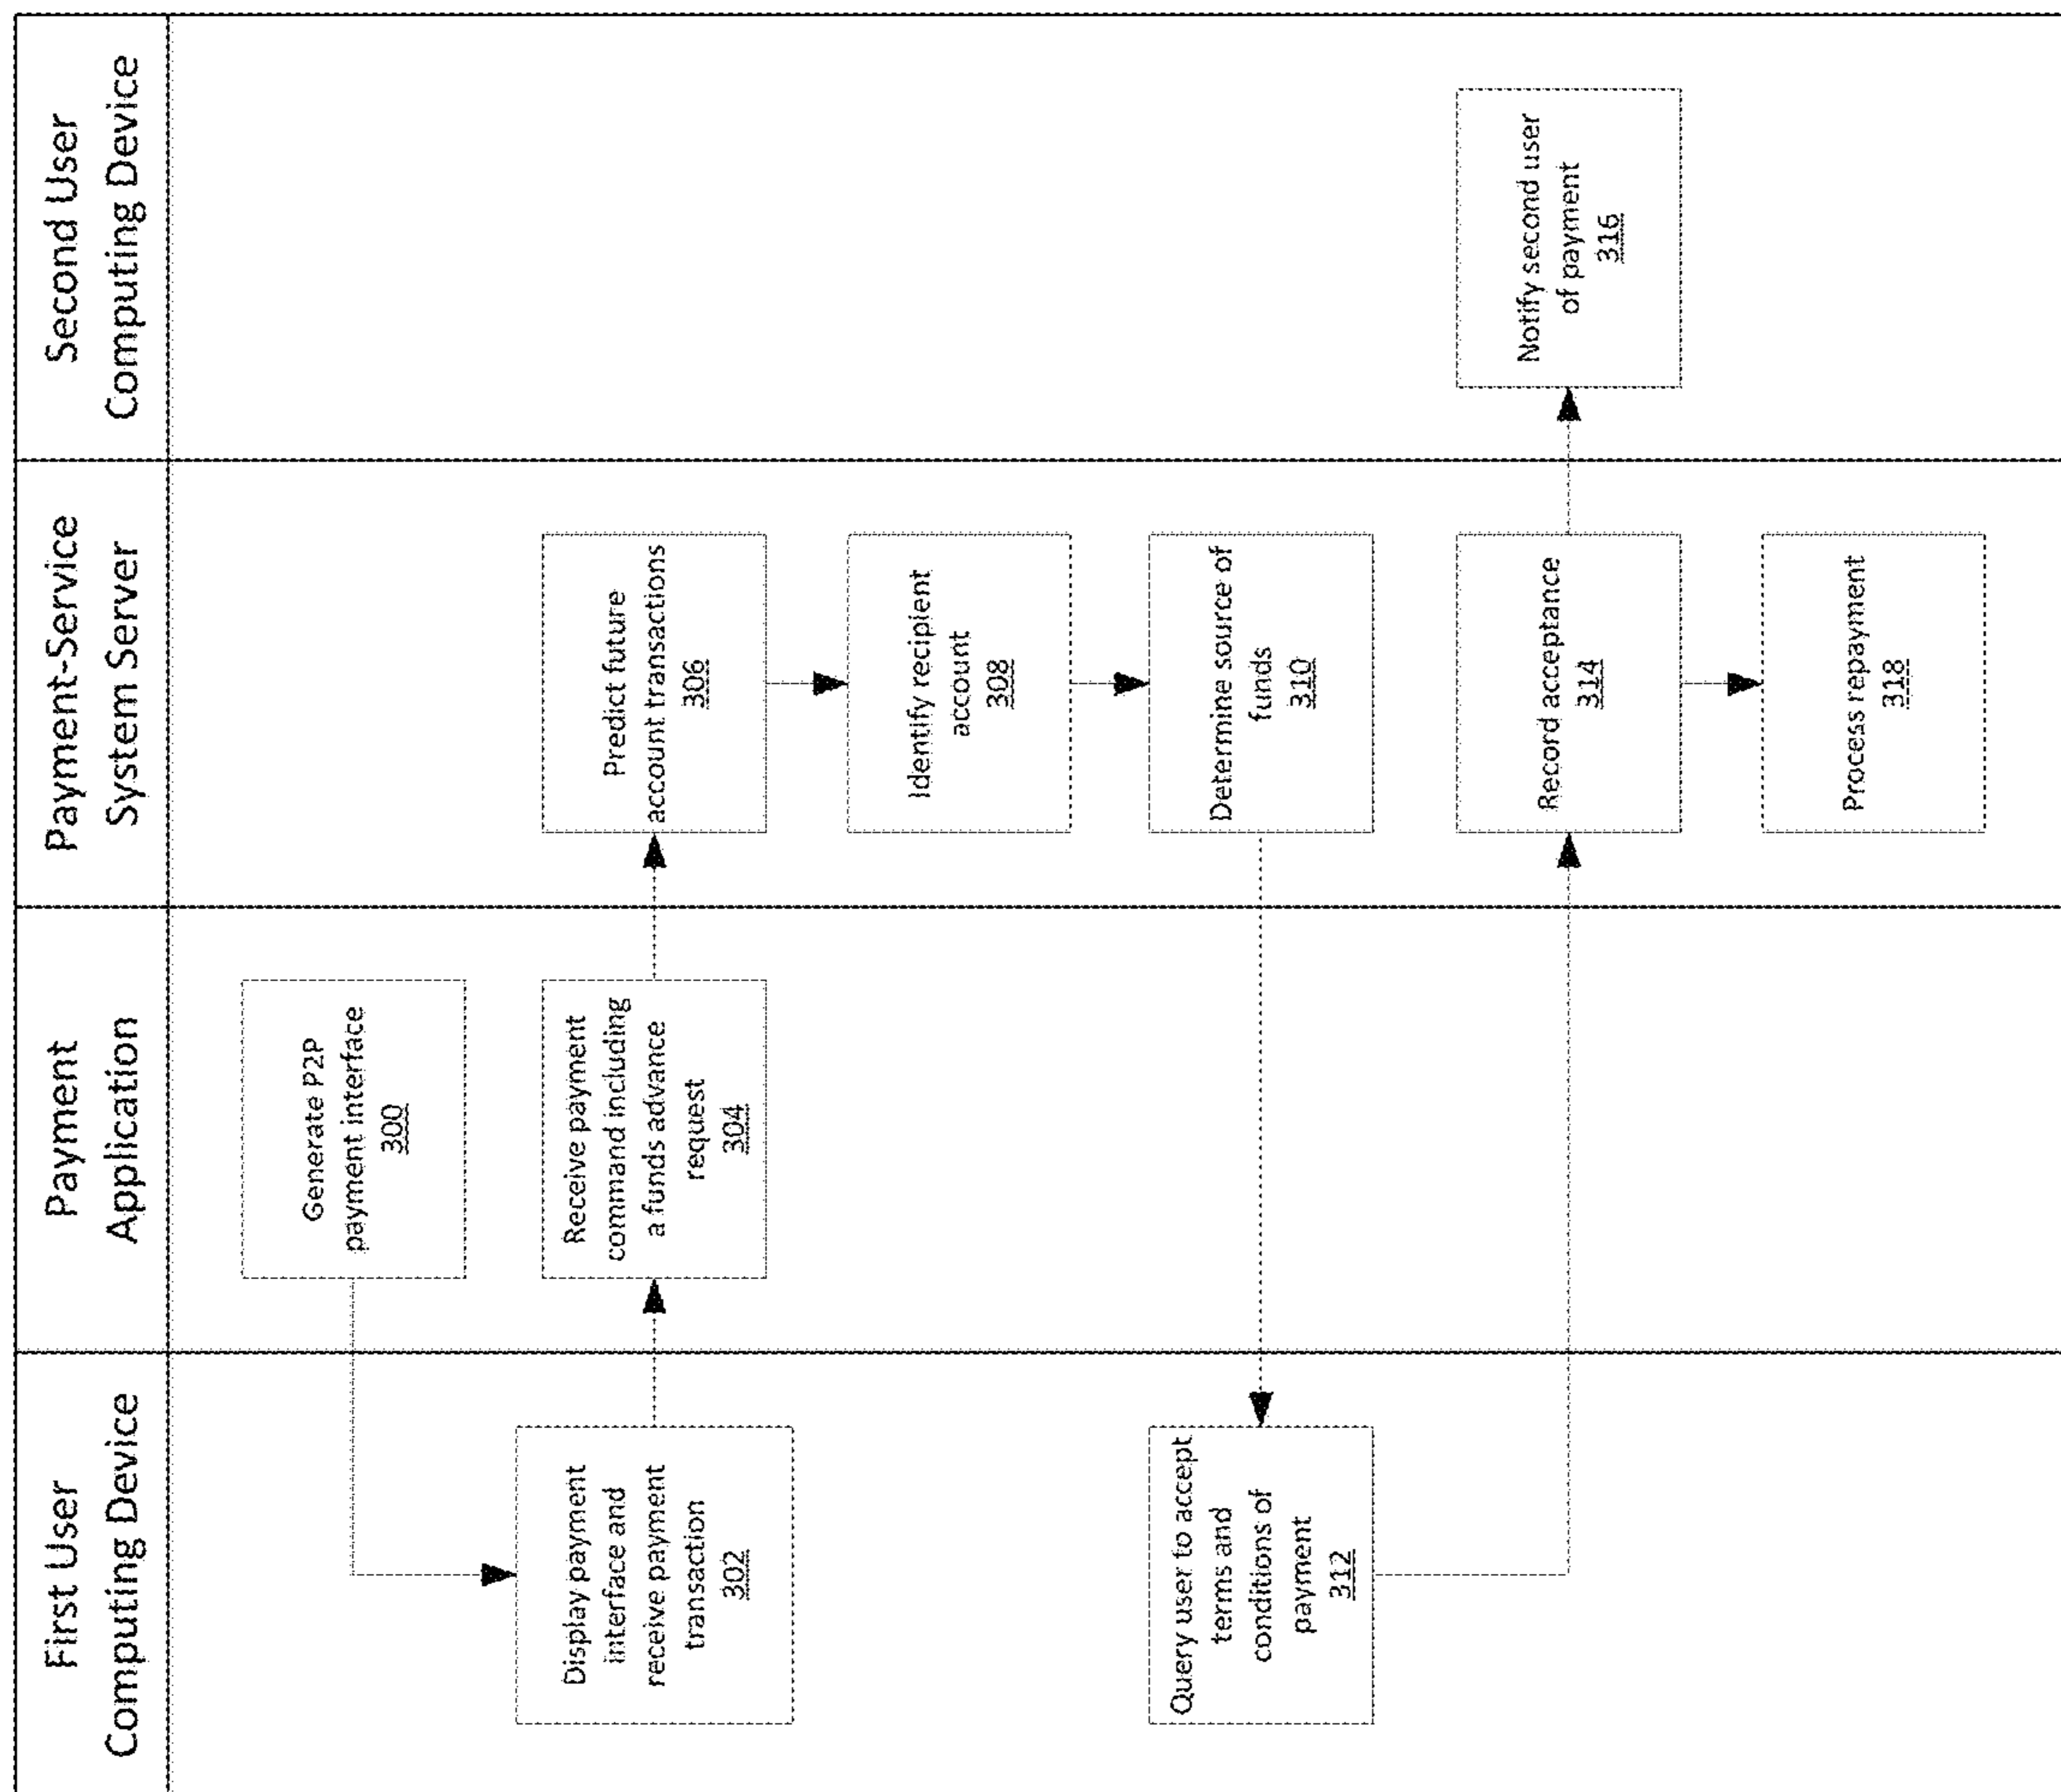 First User
Computing Device
Payment
Application
Payment-Service
System Server
Second User
Computing Device
Generate P2P
payment interface
300
Display payment
interface and
receive payment
transaction
302
Receive payment
command including
a funds advance
request
304
Predict future
account transactions
306
Identify recipient
account
308
Determine source of
funds
310
Query user to accept
terms and
conditions of
payment
312
Record acceptance
314
Notify second user
of payment
316
Process repayment
318